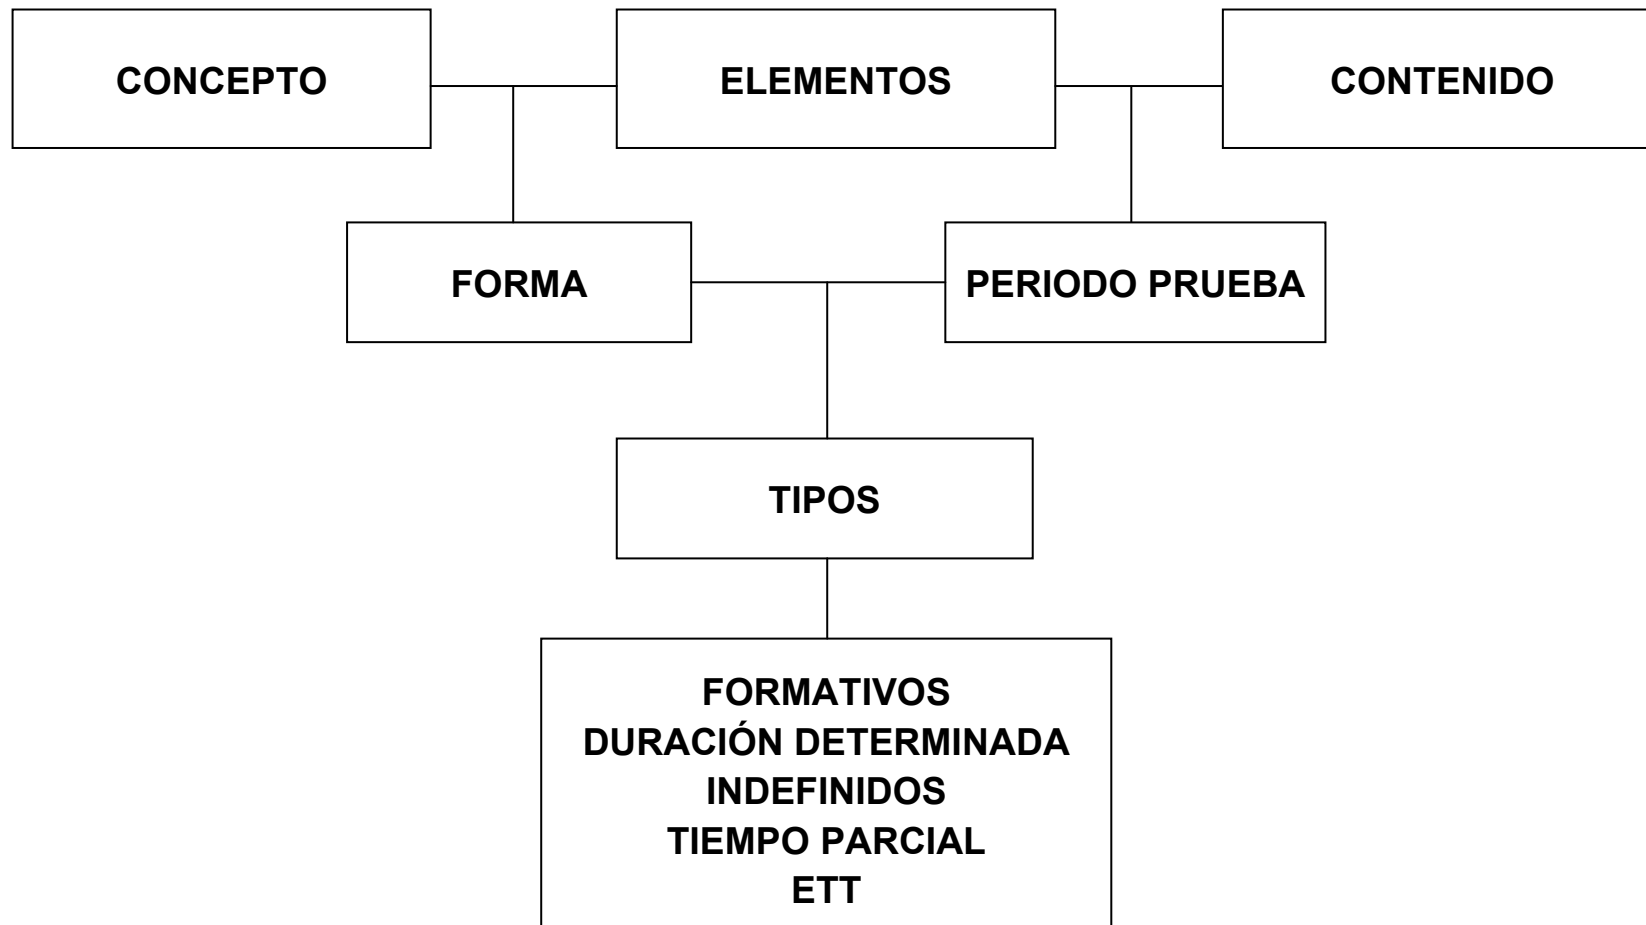 CONCEPTO
ELEMENTOS
CONTENIDO
FORMA
PERIODO PRUEBA
TIPOS
FORMATIVOS
DURACIÓN DETERMINADA
INDEFINIDOS
TIEMPO PARCIAL
ETT